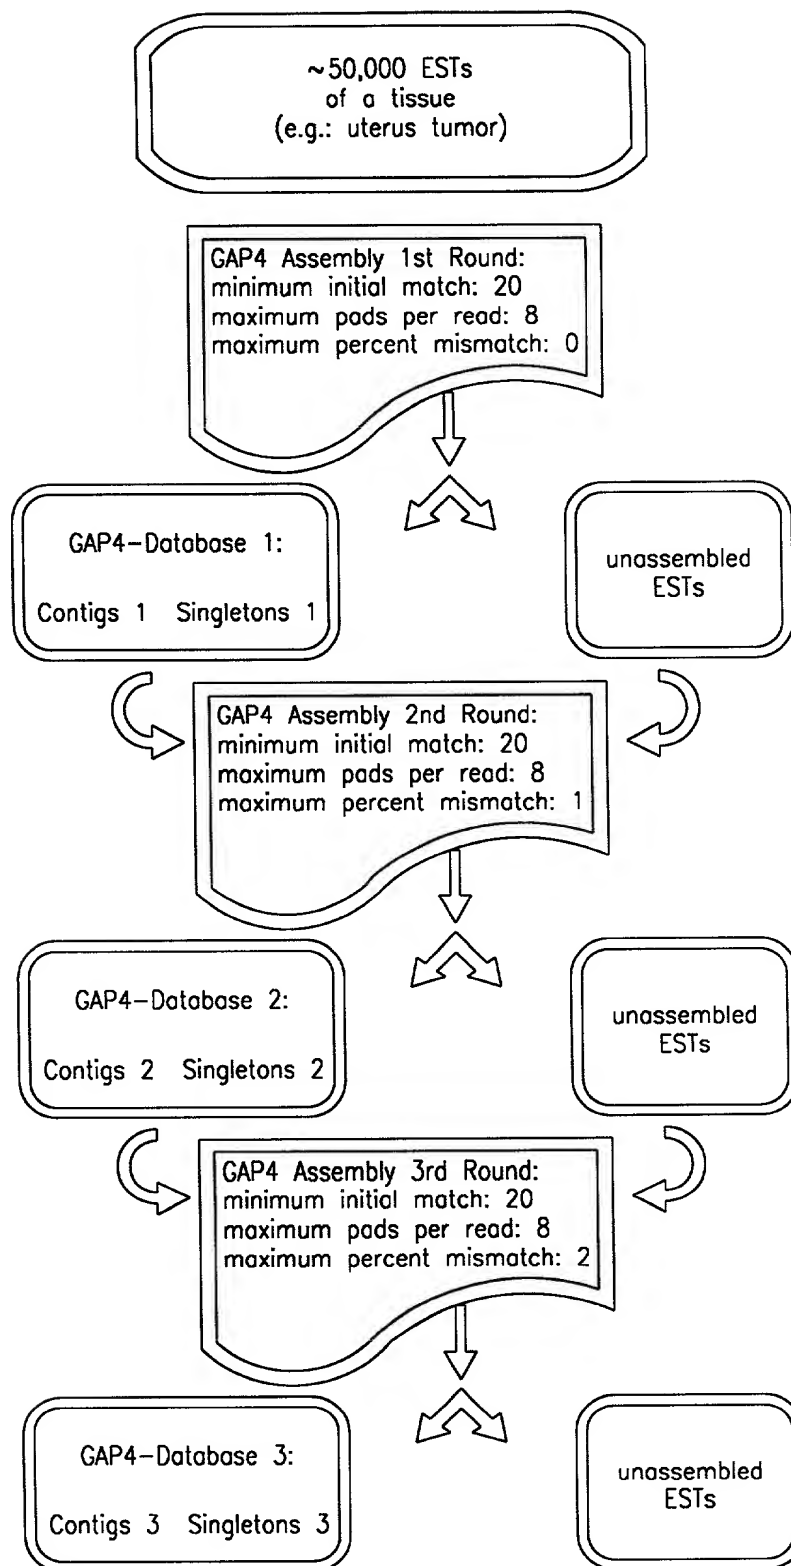 ~50,000 ESTs
of a tissue
(e.g.: uterus tumor)
GAP4 Assembly 1st Round:
minimum initial match: 20
maximum pads per read: 8
maximum percent mismatch: 0
GAP4-Database 1:
Contigs 1 Singletons 1
unassembled
ESTs
GAP4 Assembly 2nd Round:
minimum initial match: 20
maximum pads per read: 8
maximum percent mismatch: 1
GAP4-Database 2:
Contigs 2 Singletons 2
unassembled
ESTs
GAP4 Assembly 3rd Round:
minimum initial match: 20
maximum pads per read: 8
maximum percent mismatch: 2
GAP4-Database 3:
Contigs 3 Singletons 3
unassembled
ESTs